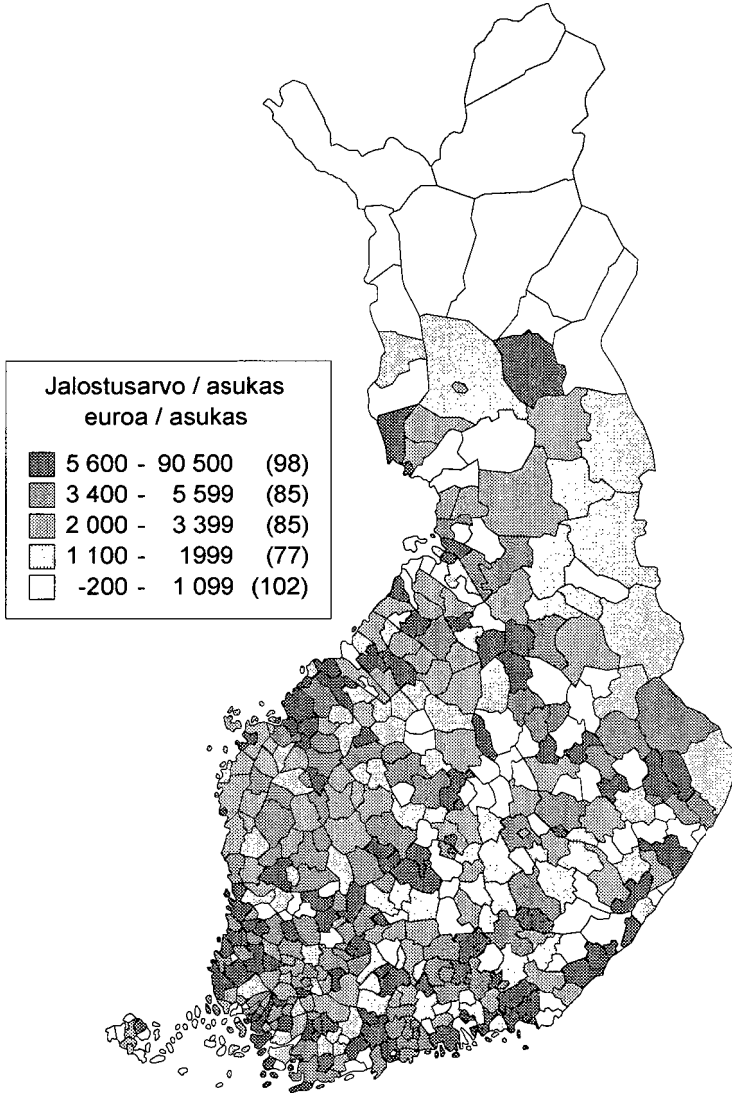 Jalostusarvo / asukas
euroa / asukas
5 600 - 90 500 (98)
3 400 - 5 599 (85)
2 000 - 3 399 (85)
1 100 - 1999 (77)
-200 - 1 099 (102)